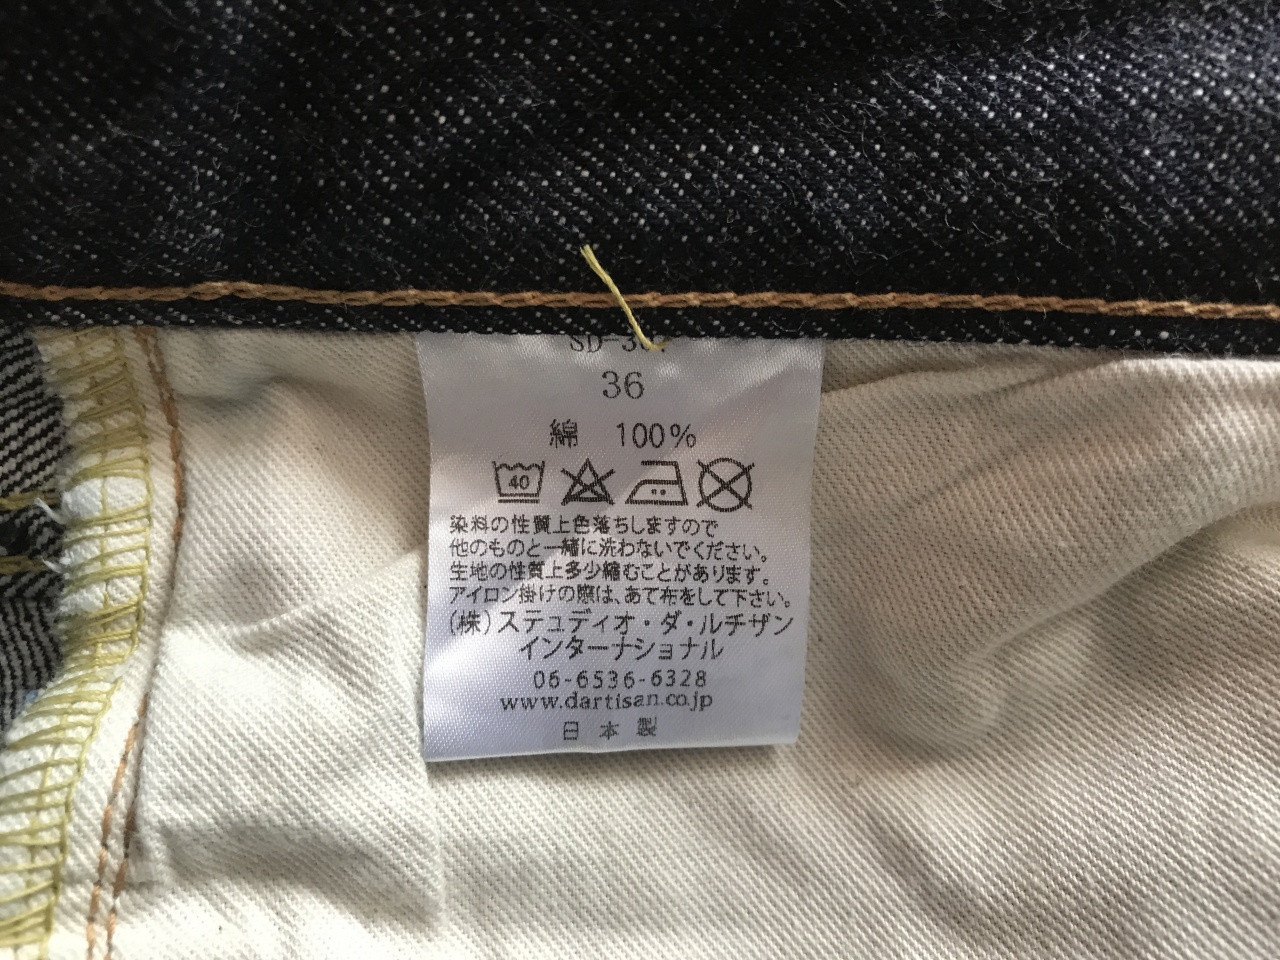 36
綿 100%
40
染料の性質上色落ちしますので
他のものと一緒に洗わないでください。
生地の性質上多少縮むことがあります。
アイロン掛けの際は、あて布をして下さい。
(株)ステュディオ・ダ・ルチザン
インターナショナル
06-6536-6328
www.dartisan.co.jp
日本製